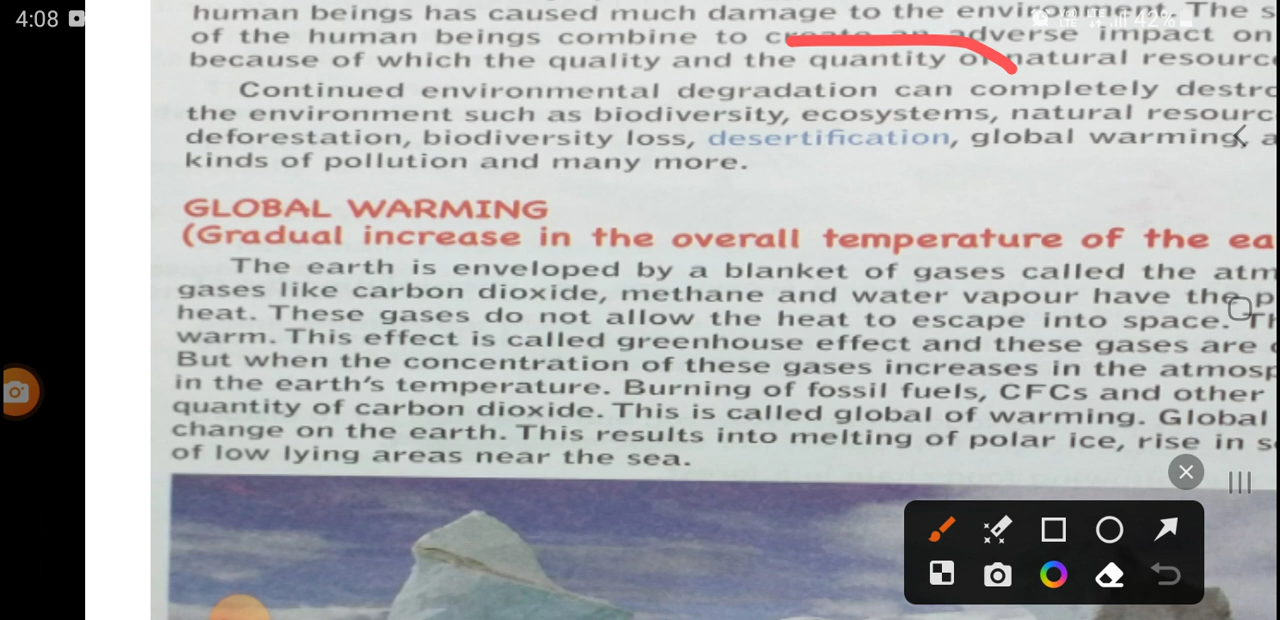 4:08
42%
human beings has caused much damage to the environment. The s
of the human beings combine to create an adverse impact on
because of which the quality and the quantity of natural resourc
Continued environmental degradation can completely destro
the environment such as biodiversity, ecosystems, natural resourc
deforestation, biodiversity loss, desertification, global warming, a
kinds of pollution and many more.
GLOBAL WARMING
(Gradual increase in the overall temperature of the ea
The earth is enveloped by a blanket of gases called the atm
gases like carbon dioxide, methane and water vapour have the p
heat. These gases do not allow the heat to escape into space. Th
warm. This effect is called greenhouse effect and these gases are
But when the concentration of these gases increases in the atmosp
in the earth's temperature. Burning of fossil fuels, CFCs and other
quantity of carbon dioxide. This is called global of warming. Global
change on the earth. This results into melting of polar ice, rise in s
of low lying areas near the sea.